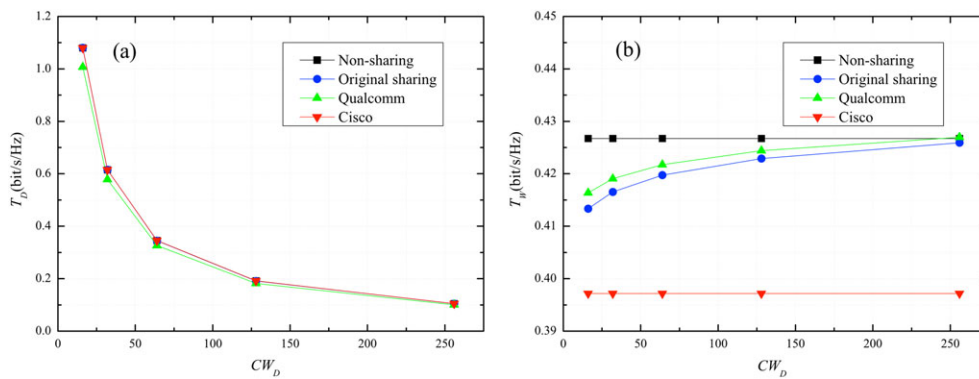 (a)
Non-sharing
Original sharing
Qualcomm
Cisco
T_D(bit/s/Hz)
1.2
1.0
0.8
0.6
0.4
0.2
0.0
0 50 100 150 200 250
CW_D
(b)
Non-sharing
Original sharing
Qualcomm
Cisco
T_W(bit/s/Hz)
0.45
0.44
0.43
0.42
0.41
0.40
0.39
0 50 100 150 200 250
CW_D